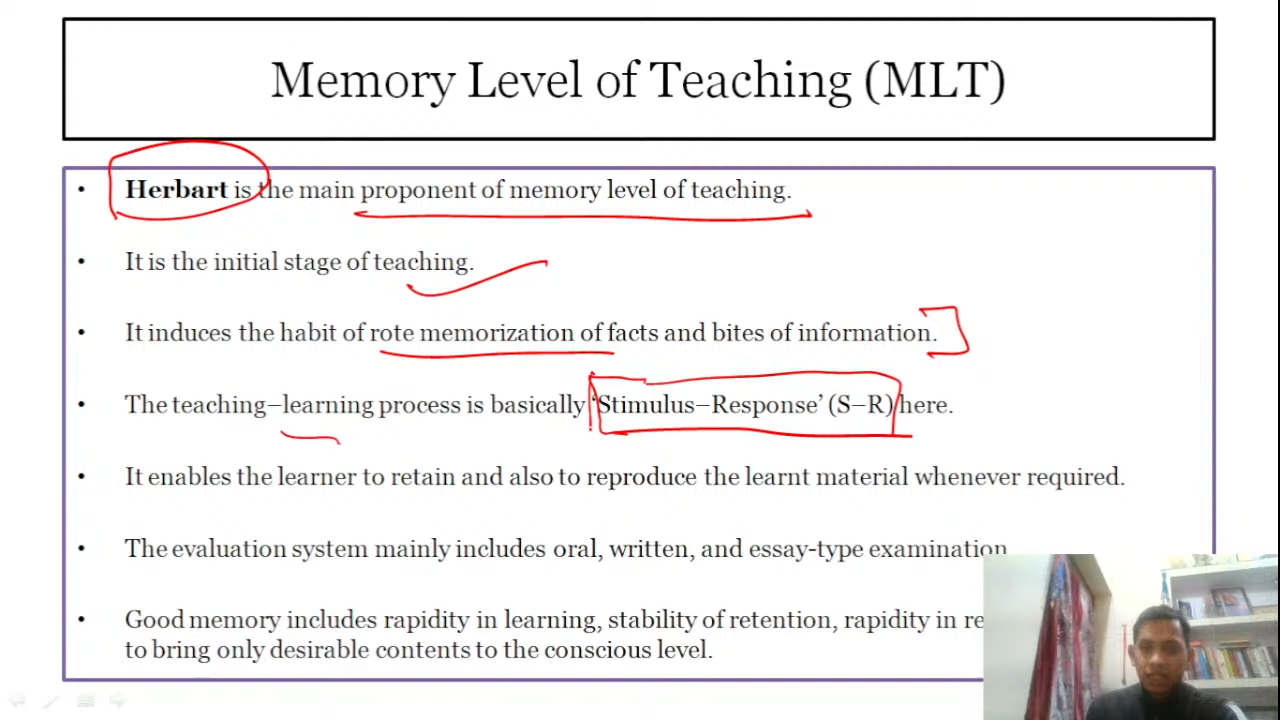 Memory Level of Teaching (MLT)
• Herbart is the main proponent of memory level of teaching.
• It is the initial stage of teaching.
• It induces the habit of rote memorization of facts and bites of information.
• The teaching–learning process is basically ‘Stimulus–Response’ (S–R) here.
• It enables the learner to retain and also to reproduce the learnt material whenever required.
• The evaluation system mainly includes oral, written, and essay-type examination
• Good memory includes rapidity in learning, stability of retention, rapidity in
to bring only desirable contents to the conscious level.